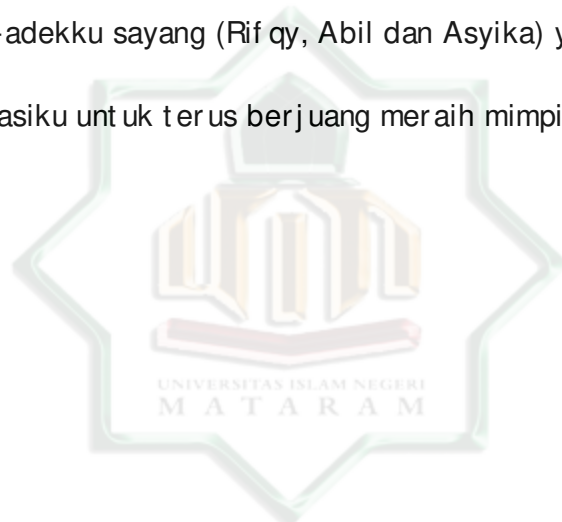 -adekku sayang (Rifqy, Abil dan Asyika) y
asiku untuk terus berjuang meraih mimpi
UNIVERSITAS ISLAM NEGERI
MATARAM